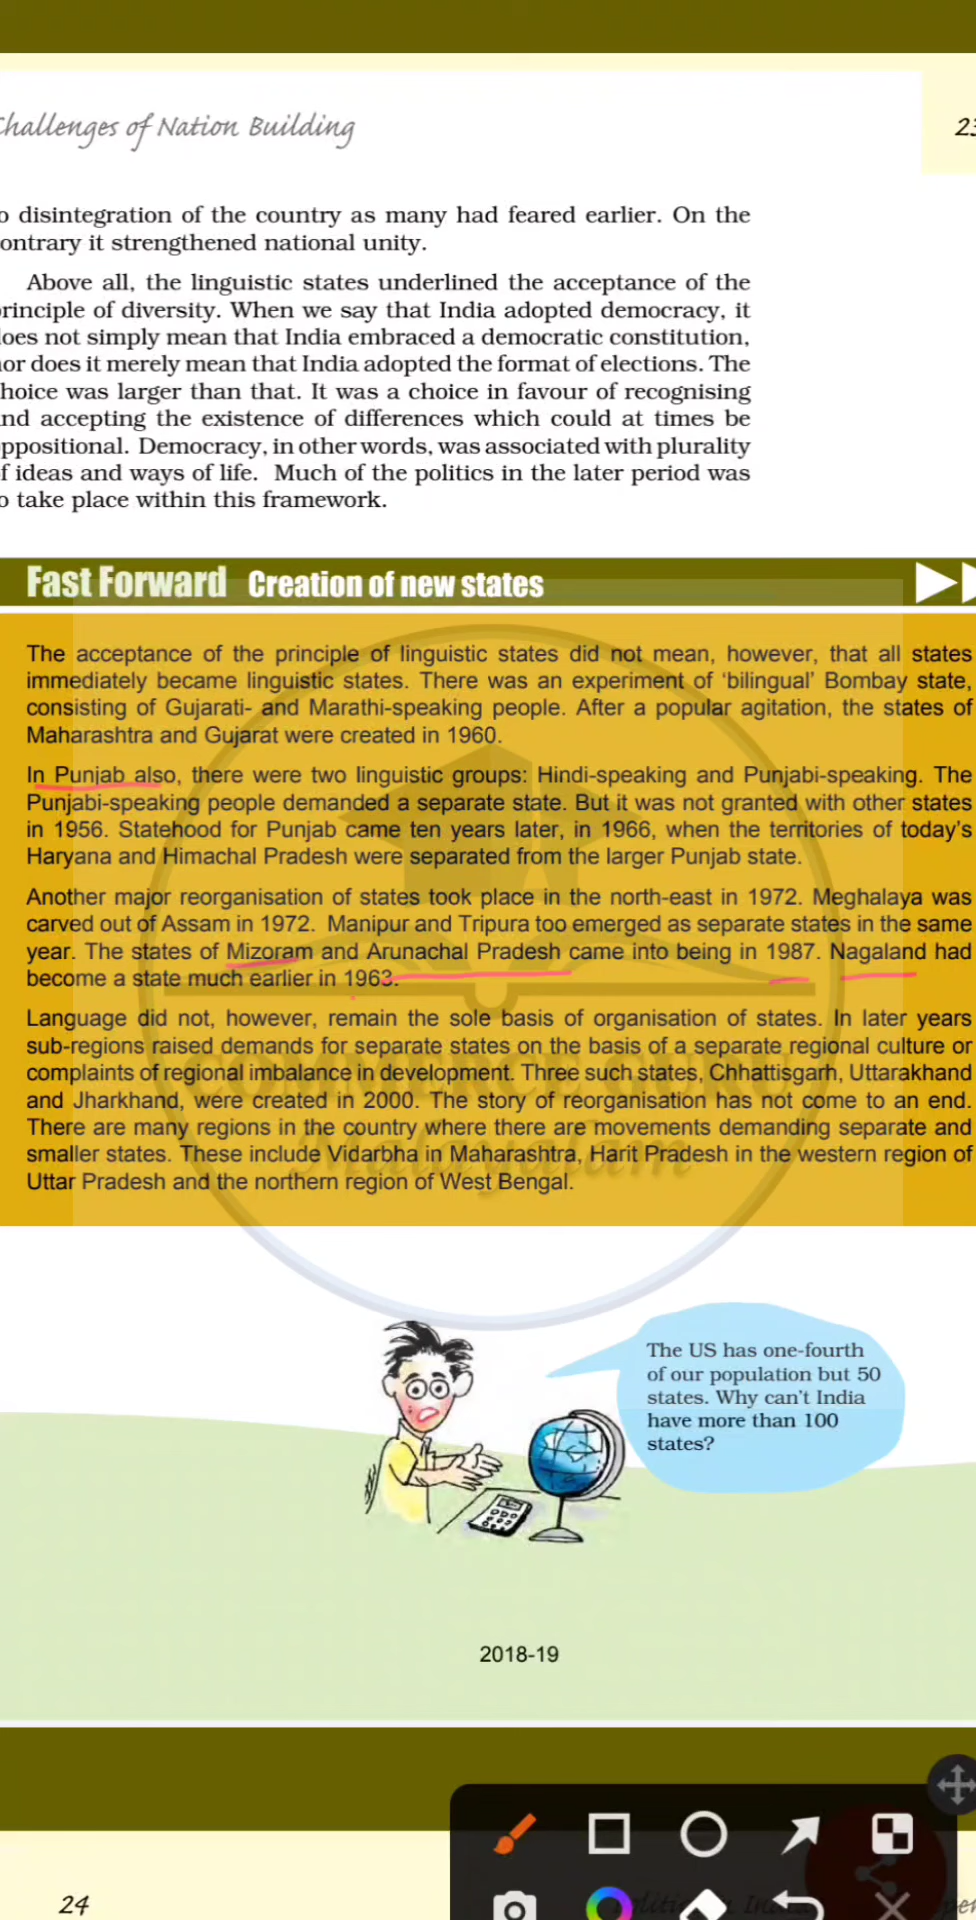 Challenges of Nation Building
disintegration of the country as many had feared earlier. On the
it strengthened national unity.
Above all, the linguistic states underlined the acceptance of the
of diversity. When we say that India adopted democracy, it
not simply mean that India embraced a democratic constitution,
does it merely mean that India adopted the format of elections. The
was larger than that. It was a choice in favour of recognising
accepting the existence of differences which could at times be
Democracy, in other words, was associated with plurality
ideas and ways of life. Much of the politics in the later period was
take place within this framework.
Fast Forward Creation of new states
The acceptance of the principle of linguistic states did not mean, however, that all states
immediately became linguistic states. There was an experiment of ‘bilingual’ Bombay state,
consisting of Gujarati- and Marathi-speaking people. After a popular agitation, the states of
Maharashtra and Gujarat were created in 1960.
In Punjab also, there were two linguistic groups: Hindi-speaking and Punjabi-speaking. The
Punjabi-speaking people demanded a separate state. But it was not granted with other states
in 1956. Statehood for Punjab came ten years later, in 1966, when the territories of today’s
Haryana and Himachal Pradesh were separated from the larger Punjab state.
Another major reorganisation of states took place in the north-east in 1972. Meghalaya was
carved out of Assam in 1972. Manipur and Tripura too emerged as separate states in the same
year. The states of Mizoram and Arunachal Pradesh came into being in 1987. Nagaland had
become a state much earlier in 1963.
Language did not, however, remain the sole basis of organisation of states. In later years
sub-regions raised demands for separate states on the basis of a separate regional culture or
complaints of regional imbalance in development. Three such states, Chhattisgarh, Uttarakhand
and Jharkhand, were created in 2000. The story of reorganisation has not come to an end.
There are many regions in the country where there are movements demanding separate and
smaller states. These include Vidarbha in Maharashtra, Harit Pradesh in the western region of
Uttar Pradesh and the northern region of West Bengal.
COMMERCE GURU
Malayalam
The US has one-fourth
of our population but 50
states. Why can’t India
have more than 100
states?
2018-19
24